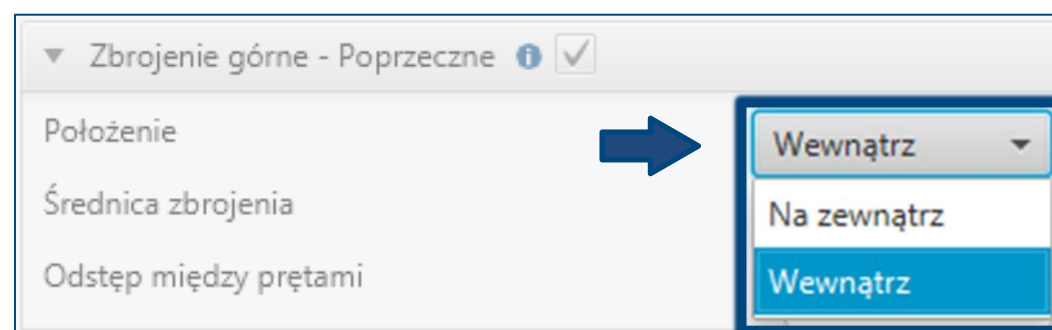 Zbrojenie górne - Poprzeczne
Położenie
Wewnątrz
Średnica zbrojenia
Na zewnątrz
Odstęp między prętami
Wewnątrz